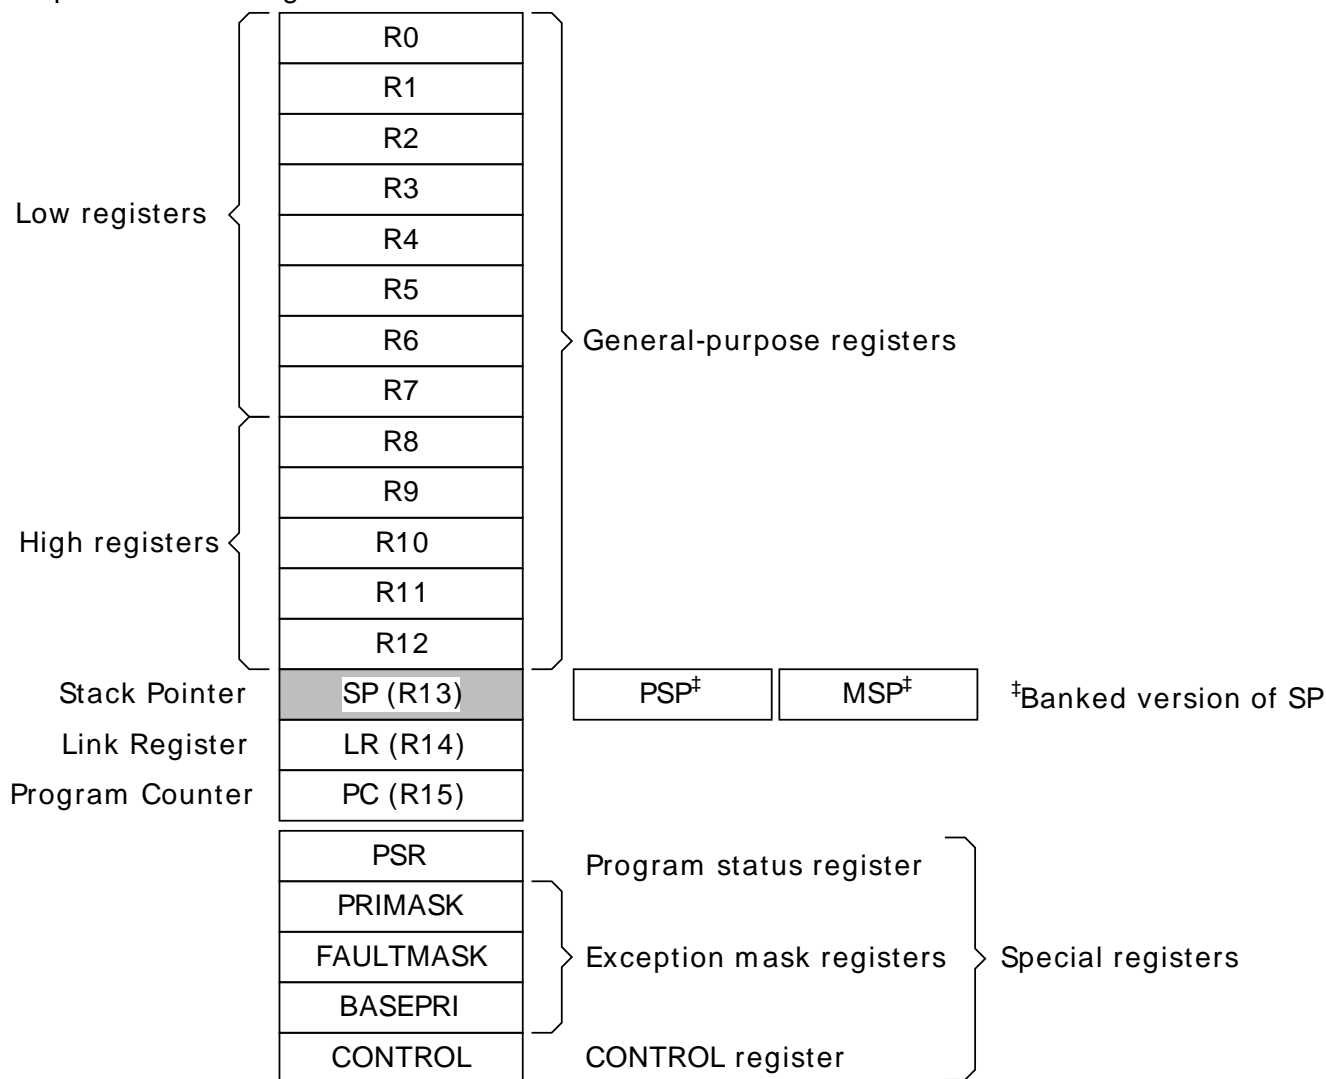 R0
R1
R2
R3
Low registers
R4
R5
R6
General-purpose registers
R7
R8
R9
High registers
R10
R11
R12
Stack Pointer SP (R13) PSP‡ MSP‡ ‡Banked version of SP
Link Register LR (R14)
Program Counter PC (R15)
PSR Program status register
PRIMASK
FAULTMASK Exception mask registers Special registers
BASEPRI
CONTROL CONTROL register